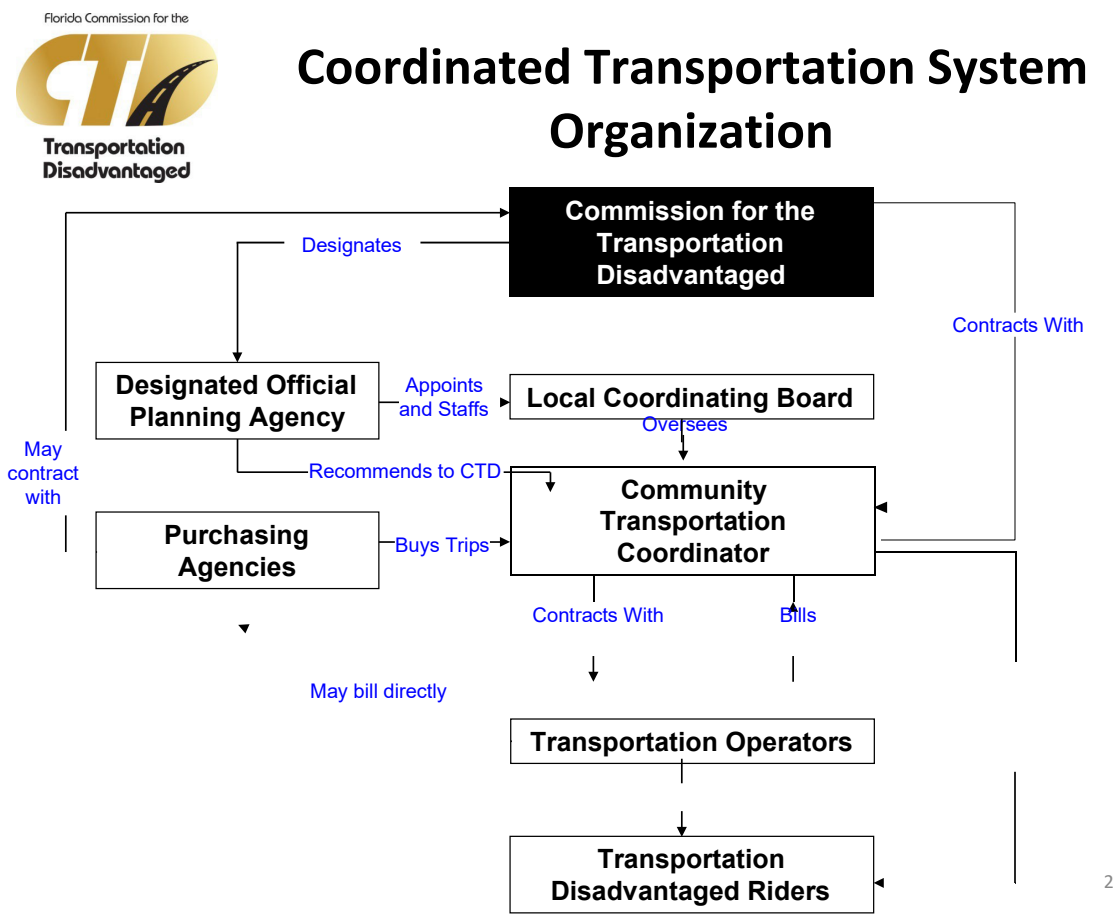 Florida Commission for the
CTD
Transportation
Disadvantaged
Coordinated Transportation System
Organization
Commission for the
Transportation
Disadvantaged
Designates
Contracts With
Designated Official
Planning Agency
Appoints
and Staffs
Local Coordinating Board
Oversees
May
contract
with
Recommends to CTD
Community
Transportation
Coordinator
Purchasing
Agencies
Buys Trips
Contracts With
Bills
May bill directly
Transportation Operators
Transportation
Disadvantaged Riders
2